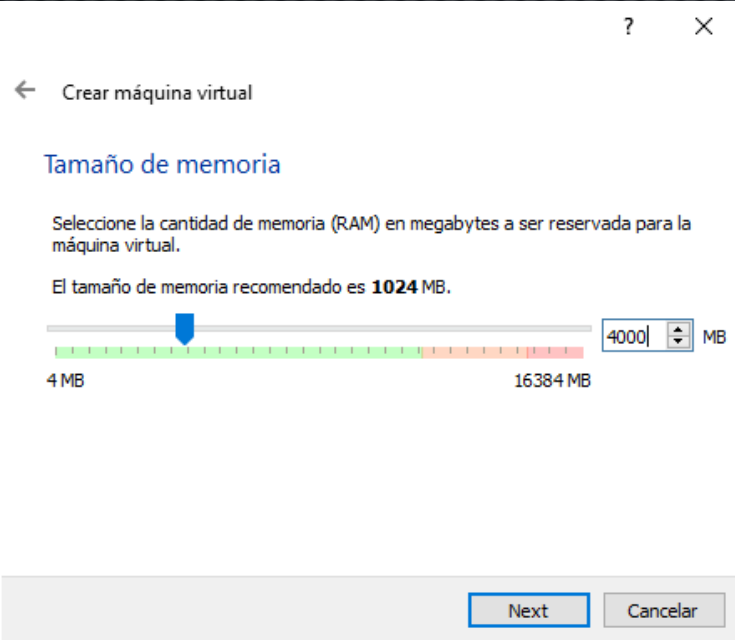 ?
Crear máquina virtual
Tamaño de memoria
Seleccione la cantidad de memoria (RAM) en megabytes a ser reservada para la
máquina virtual.
El tamaño de memoria recomendado es 1024 MB.
4000 MB
4 MB 16384 MB
Next Cancelar